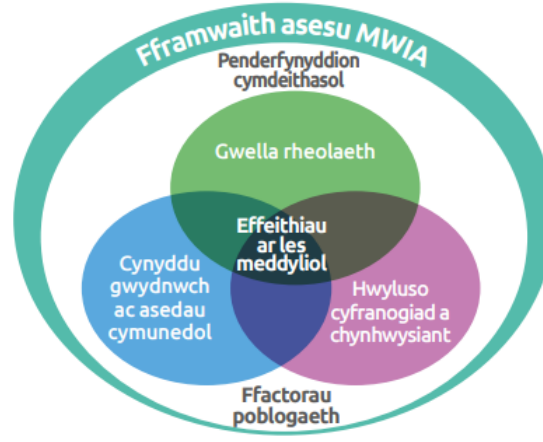 Fframwaith asesu MWIA
Penderfynyddion
cymdeithasol
Gwella rheolaeth
Effeithiau
ar les
meddyliol
Cynyddu
gwydnwch
ac asedau
cymunedol
Hwyluso
cyfranogiad a
chynhwysiant
Ffactorau
poblogaeth